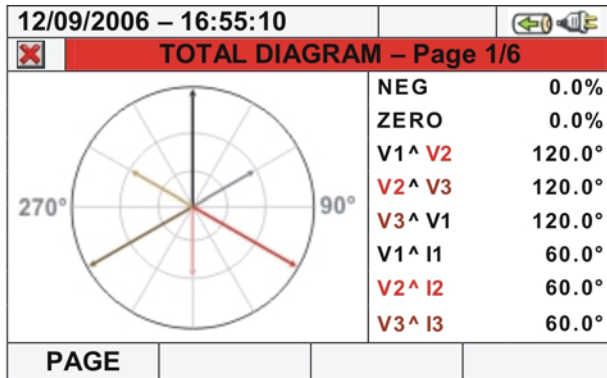 12/09/2006 – 16:55:10
TOTAL DIAGRAM – Page 1/6
270° 90°
NEG 0.0%
ZERO 0.0%
V1^ V2 120.0°
V2^ V3 120.0°
V3^ V1 120.0°
V1^ I1 60.0°
V2^ I2 60.0°
V3^ I3 60.0°
PAGE